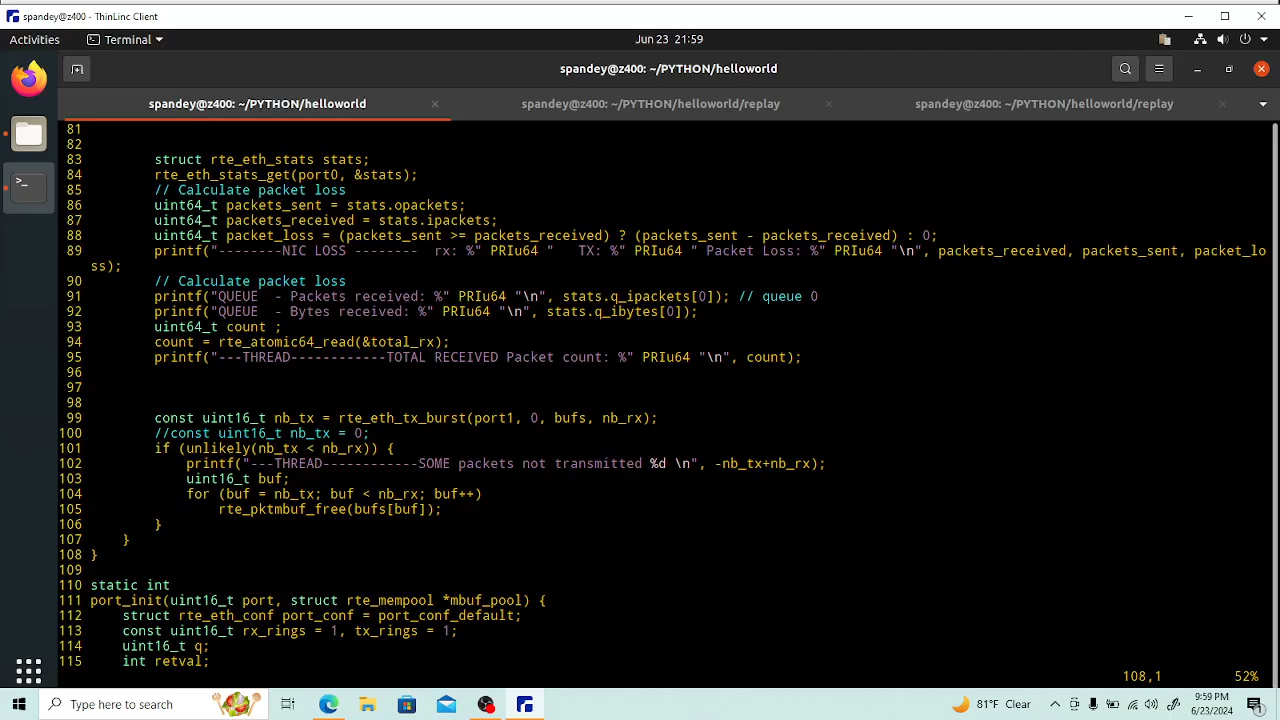 spandey@z400 - ThinLinc Client
Activities
Terminal
Jun 23 21:59
spandey@z400: ~/PYTHON/helloworld
spandey@z400: ~/PYTHON/helloworld
spandey@z400: ~/PYTHON/helloworld/replay
spandey@z400: ~/PYTHON/helloworld/replay
81
82
83 struct rte_eth_stats stats;
84 rte_eth_stats_get(port0, &stats);
85 // Calculate packet loss
86 uint64_t packets_sent = stats.opackets;
87 uint64_t packets_received = stats.ipackets;
88 uint64_t packet_loss = (packets_sent >= packets_received) ? (packets_sent - packets_received) : 0;
89 printf("--------NIC LOSS --------  rx: %" PRIu64 "   TX: %" PRIu64 " Packet Loss: %" PRIu64 "\n", packets_received, packets_sent, packet_lo
ss);
90 // Calculate packet loss
91 printf("QUEUE  - Packets received: %" PRIu64 "\n", stats.q_ipackets[0]); // queue 0
92 printf("QUEUE  - Bytes received: %" PRIu64 "\n", stats.q_ibytes[0]);
93 uint64_t count ;
94 count = rte_atomic64_read(&total_rx);
95 printf("---THREAD------------TOTAL RECEIVED Packet count: %" PRIu64 "\n", count);
96
97
98
99 const uint16_t nb_tx = rte_eth_tx_burst(port1, 0, bufs, nb_rx);
100 //const uint16_t nb_tx = 0;
101 if (unlikely(nb_tx < nb_rx)) {
102 printf("---THREAD------------SOME packets not transmitted %d \n", -nb_tx+nb_rx);
103 uint16_t buf;
104 for (buf = nb_tx; buf < nb_rx; buf++)
105 rte_pktmbuf_free(bufs[buf]);
106 }
107 }
108 }
109
110 static int
111 port_init(uint16_t port, struct rte_mempool *mbuf_pool) {
112 struct rte_eth_conf port_conf = port_conf_default;
113 const uint16_t rx_rings = 1, tx_rings = 1;
114 uint16_t q;
115 int retval;
108,1 52%
Type here to search
81°F Clear
9:59 PM
6/23/2024
1